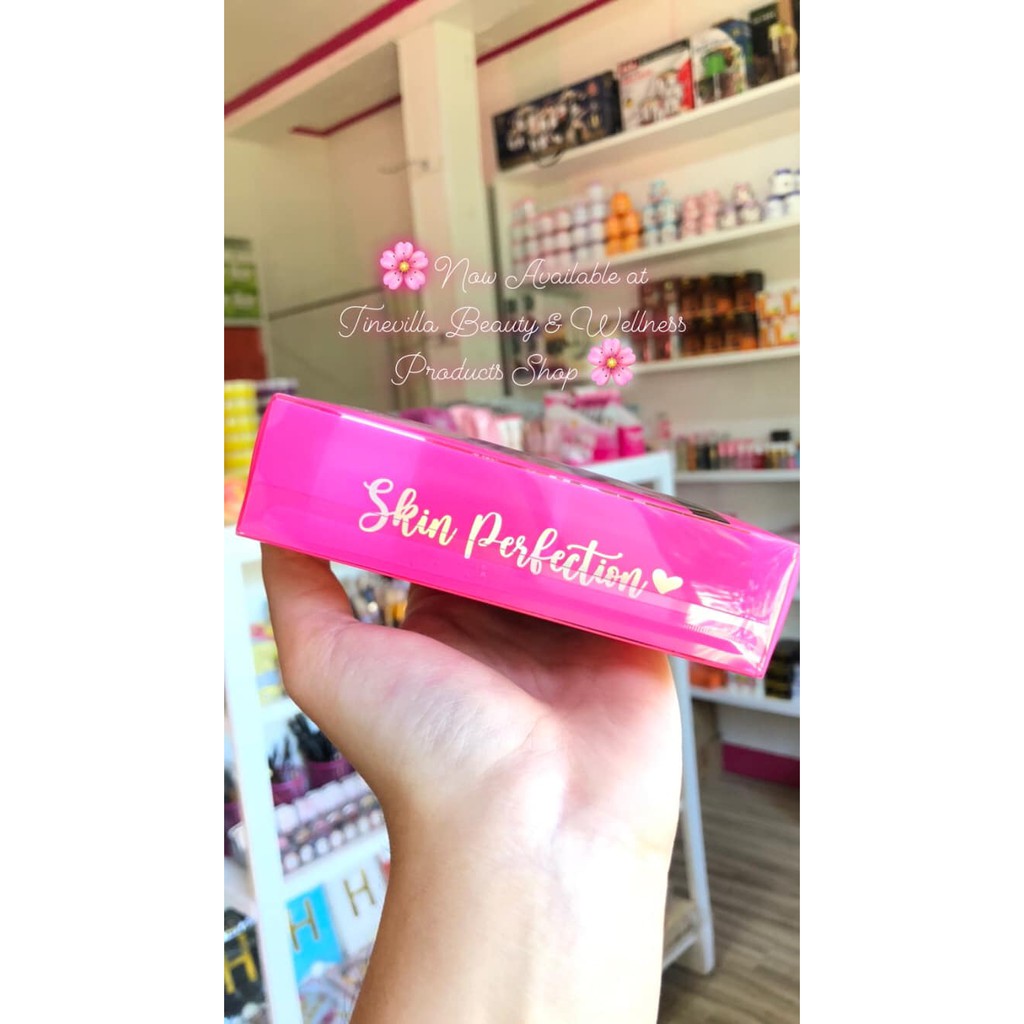 Now Available at
Tinevilla Beauty & Wellness
Products Shop
Skin Perfection
H
H
H